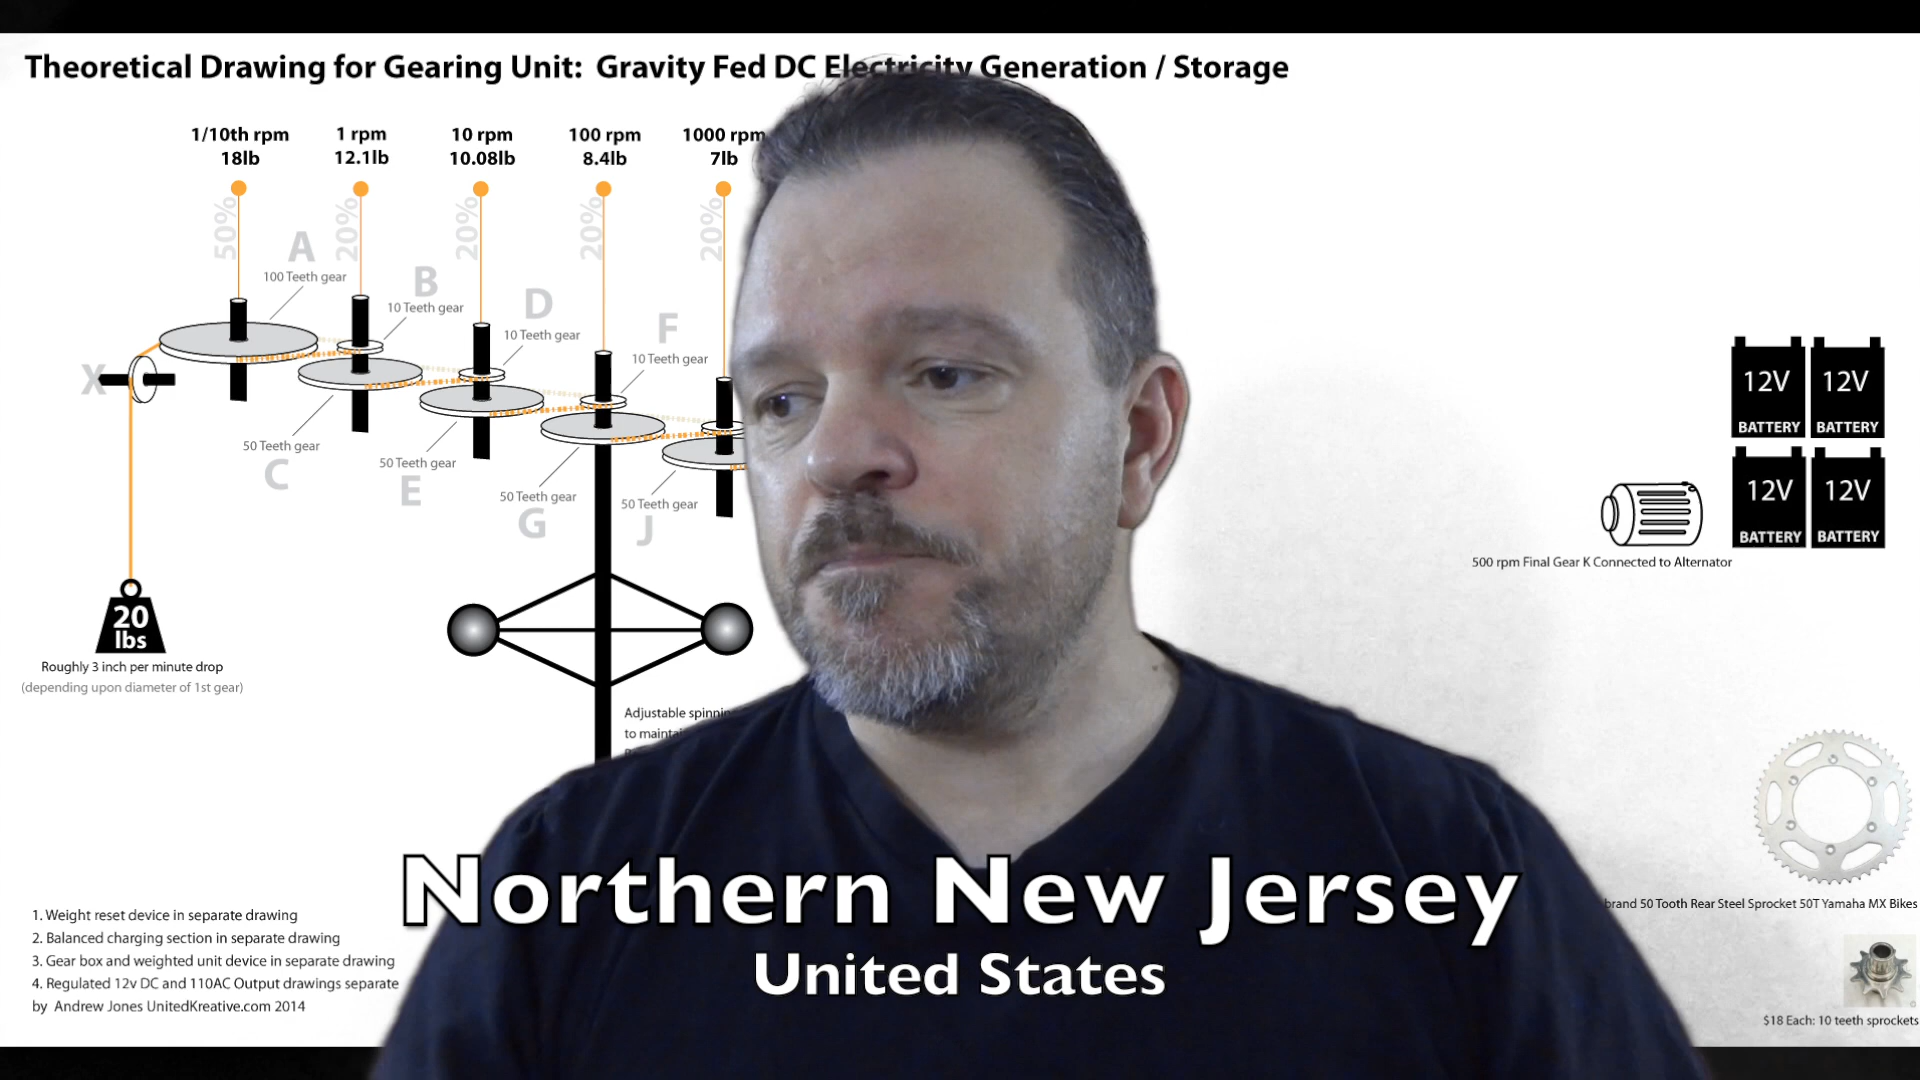 Theoretical Drawing for Gearing Unit: Gravity Fed DC Electricity Generation / Storage
1/10th rpm
18lb
1 rpm
12.1lb
10 rpm
10.08lb
100 rpm
8.4lb
1000 rpm
7lb
50%
20%
20%
20%
20%
A
100 Teeth gear
B
10 Teeth gear
D
10 Teeth gear
F
10 Teeth gear
X
50 Teeth gear
C
50 Teeth gear
E
50 Teeth gear
G
50 Teeth gear
J
12V
BATTERY
12V
BATTERY
12V
BATTERY
12V
BATTERY
500 rpm Final Gear K Connected to Alternator
20
lbs
Roughly 3 inch per minute drop
(depending upon diameter of 1st gear)
Adjustable
to
Northern New Jersey
United States
brand 50 Tooth Rear Steel Sprocket 50T Yamaha MX Bikes
$18 Each: 10 teeth sprockets
1. Weight reset device in separate drawing
2. Balanced charging section in separate drawing
3. Gear box and weighted unit device in separate drawing
4. Regulated 12v DC and 110AC Output drawings separate
by Andrew Jones UnitedKreative.com 2014